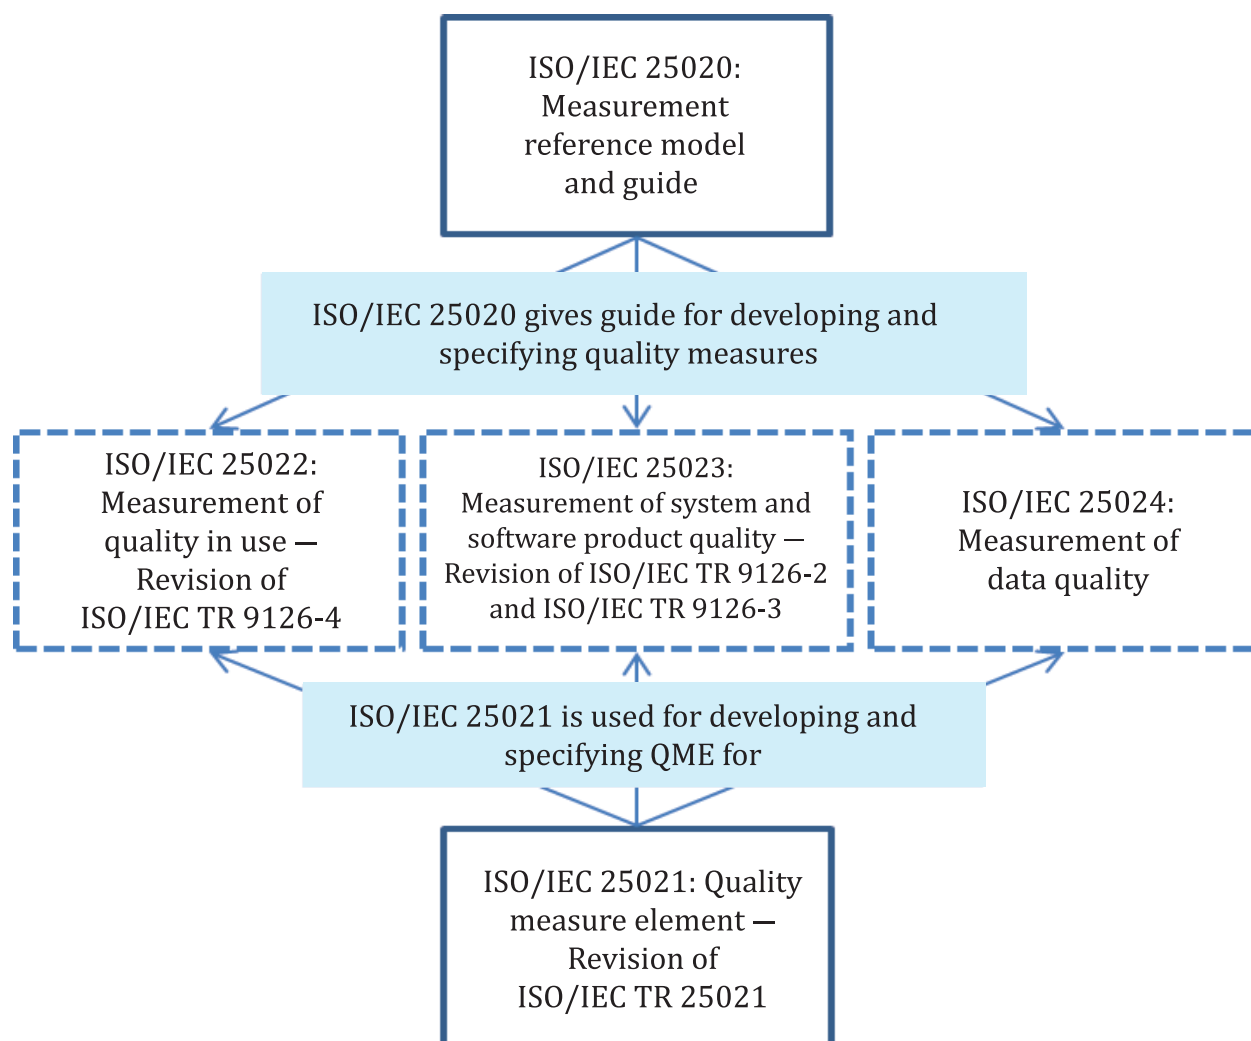 ISO/IEC 25020:
Measurement
reference model
and guide
ISO/IEC 25020 gives guide for developing and
specifying quality measures
ISO/IEC 25022:
Measurement of
quality in use —
Revision of
ISO/IEC TR 9126-4
ISO/IEC 25023:
Measurement of system and
software product quality —
Revision of ISO/IEC TR 9126-2
and ISO/IEC TR 9126-3
ISO/IEC 25024:
Measurement of
data quality
ISO/IEC 25021 is used for developing and
specifying QME for
ISO/IEC 25021: Quality
measure element —
Revision of
ISO/IEC TR 25021